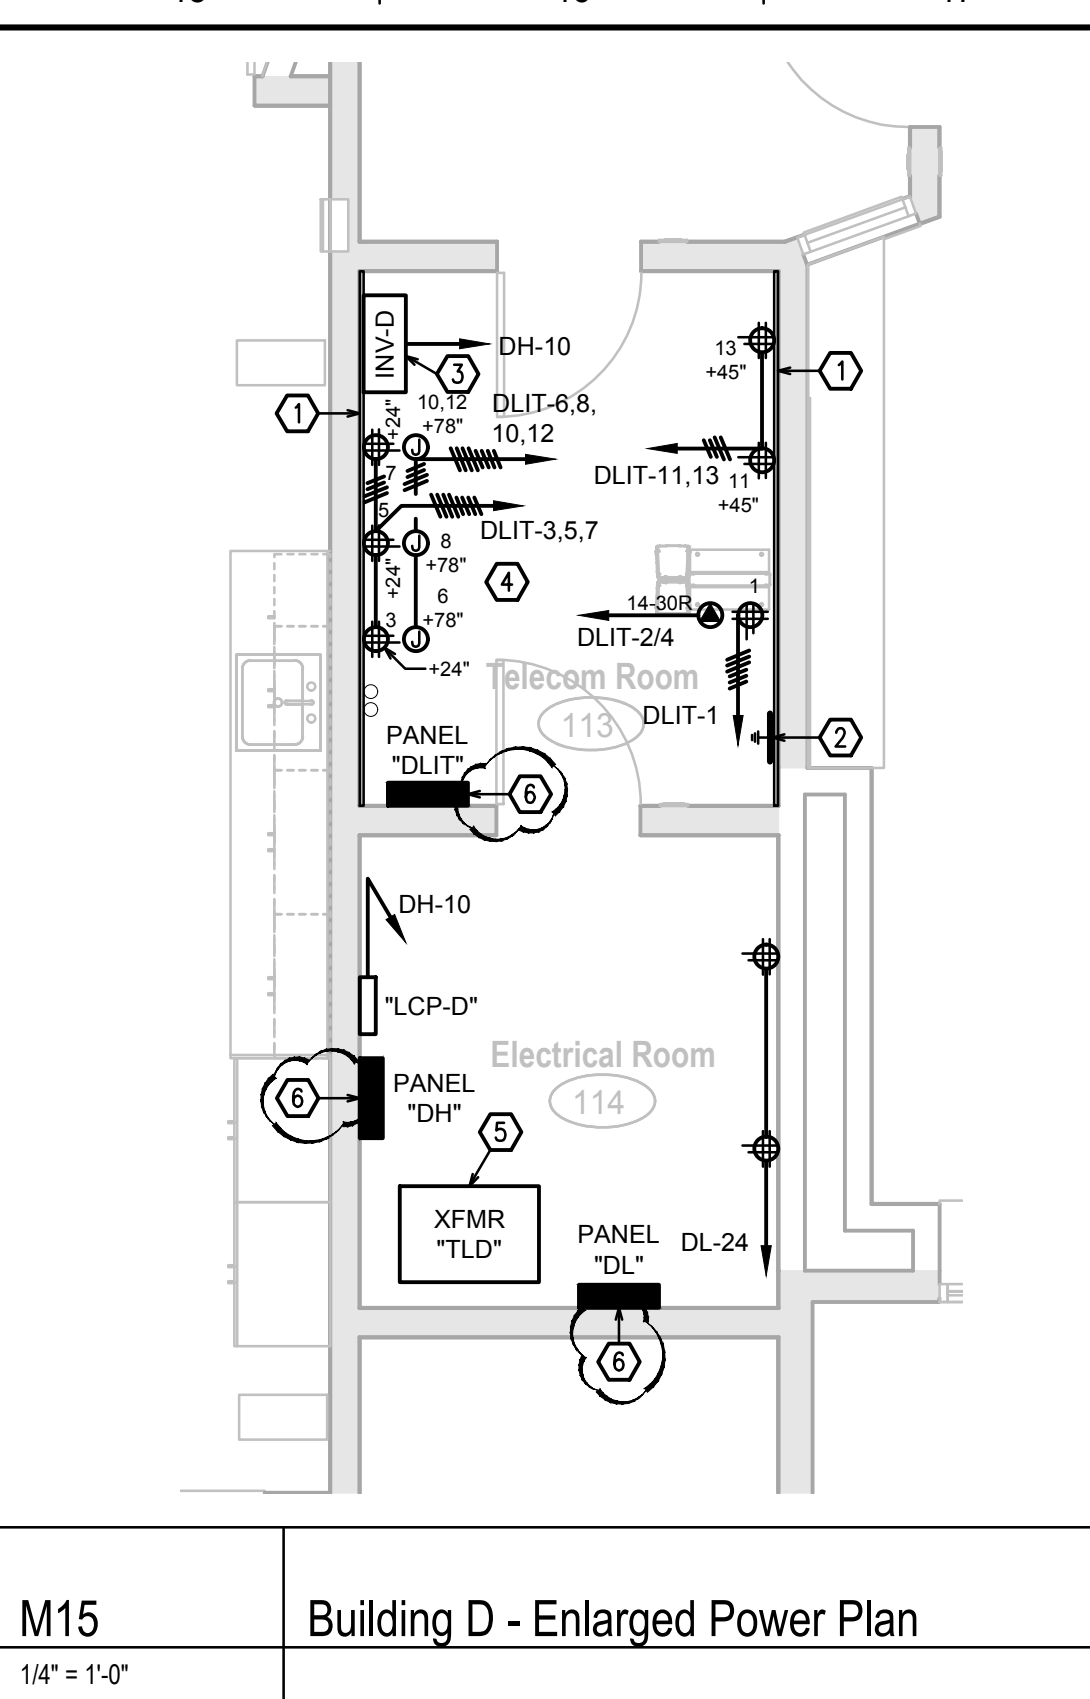 INV-D
DH-10
3
1
13
+45"
1
+24"
10,12
+78"
DLIT-6,8,
10,12
J
7
DLIT-11,13
11
+45"
5
DLIT-3,5,7
J
8
+78"
+24"
4
6
+78"
3
J
+24"
1
14-30R
DLIT-2/4
Telecom Room
113
DLIT-1
2
PANEL
"DLIT"
6
DH-10
"LCP-D"
Electrical Room
114
6
PANEL
"DH"
5
XFMR
"TLD"
PANEL
"DL"
DL-24
6
M15
Building D - Enlarged Power Plan
1/4" = 1'-0"